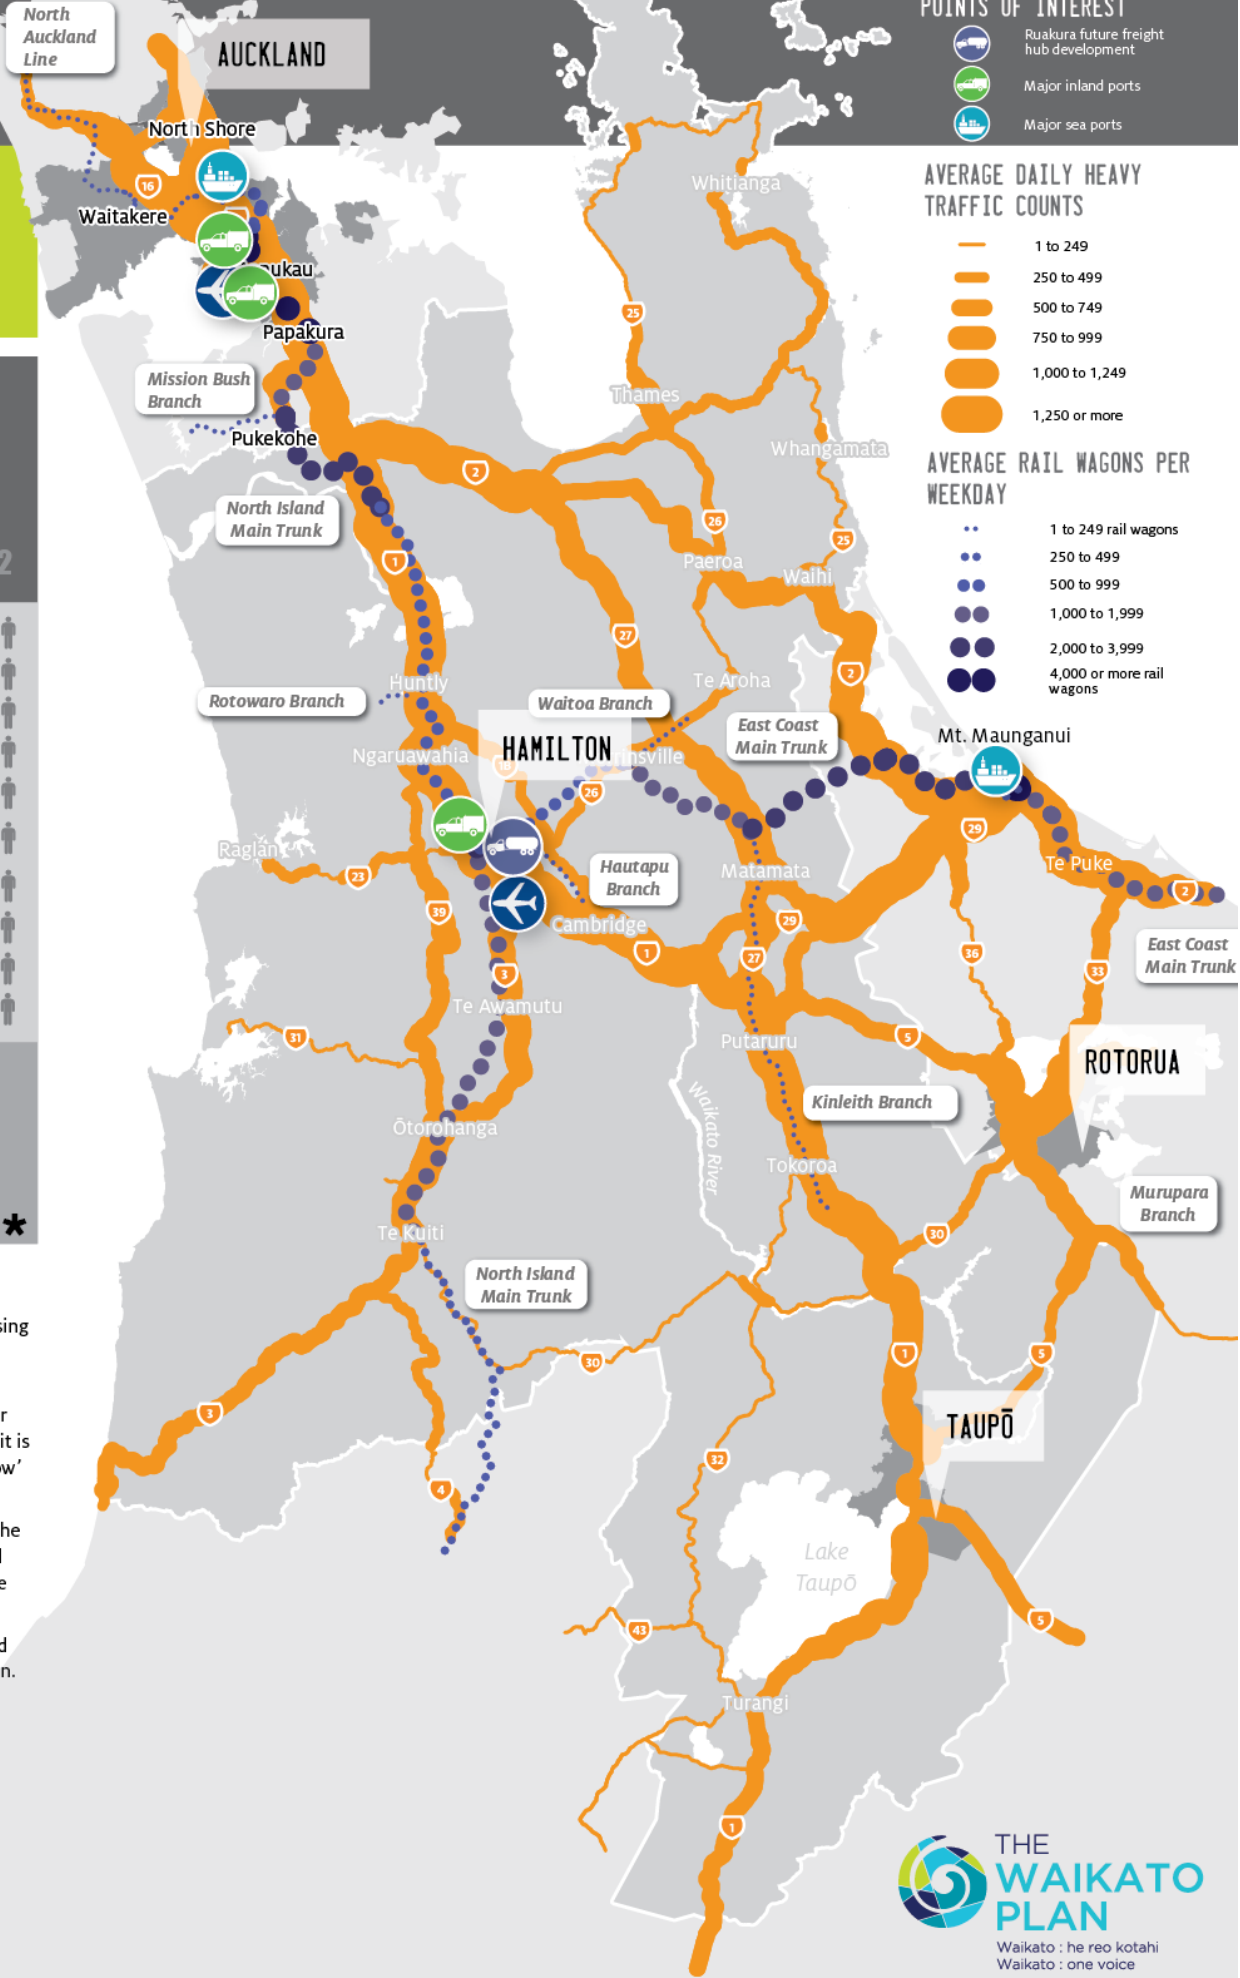 North
Auckland
Line
AUCKLAND
POINTS OF INTEREST
Ruakura future freight
hub development
Major inland ports
Major sea ports
North Shore
16
Waitakere
Papakura
Mission Bush
Branch
Pukekohe
North Island
Main Trunk
Whitianga
AVERAGE DAILY HEAVY
TRAFFIC COUNTS
1 to 249
250 to 499
500 to 749
750 to 999
1,000 to 1,249
1,250 or more
AVERAGE RAIL WAGONS PER
WEEKDAY
1 to 249 rail wagons
250 to 499
500 to 999
1,000 to 1,999
2,000 to 3,999
4,000 or more rail
wagons
25
Thames
Whangamata
2
26
25
1
Paeroa
Waihi
27
2
Huntly
Te Aroha
Rotowaro Branch
Waitoa Branch
East Coast
Main Trunk
Mt. Maunganui
Ngaruawahia
HAMILTON
rinsville
26
29
Raglan
23
Hautapu
Branch
Matamata
Te Puke
2
39
Cambridge
29
1
27
36
33
East Coast
Main Trunk
3
Te Awamutu
31
Putaruru
5
ROTORUA
Waikato River
Kinleith Branch
Ōtorohanga
Tokoroa
Murupara
Branch
Te Kuiti
30
North Island
Main Trunk
30
1
5
3
TAUPŌ
32
4
Lake
Taupō
43
5
Turangi
1
2
*
sing
r
it is
ow’
he
e
d
n.
THE
WAIKATO
PLAN
Waikato : he reo kotahi
Waikato : one voice